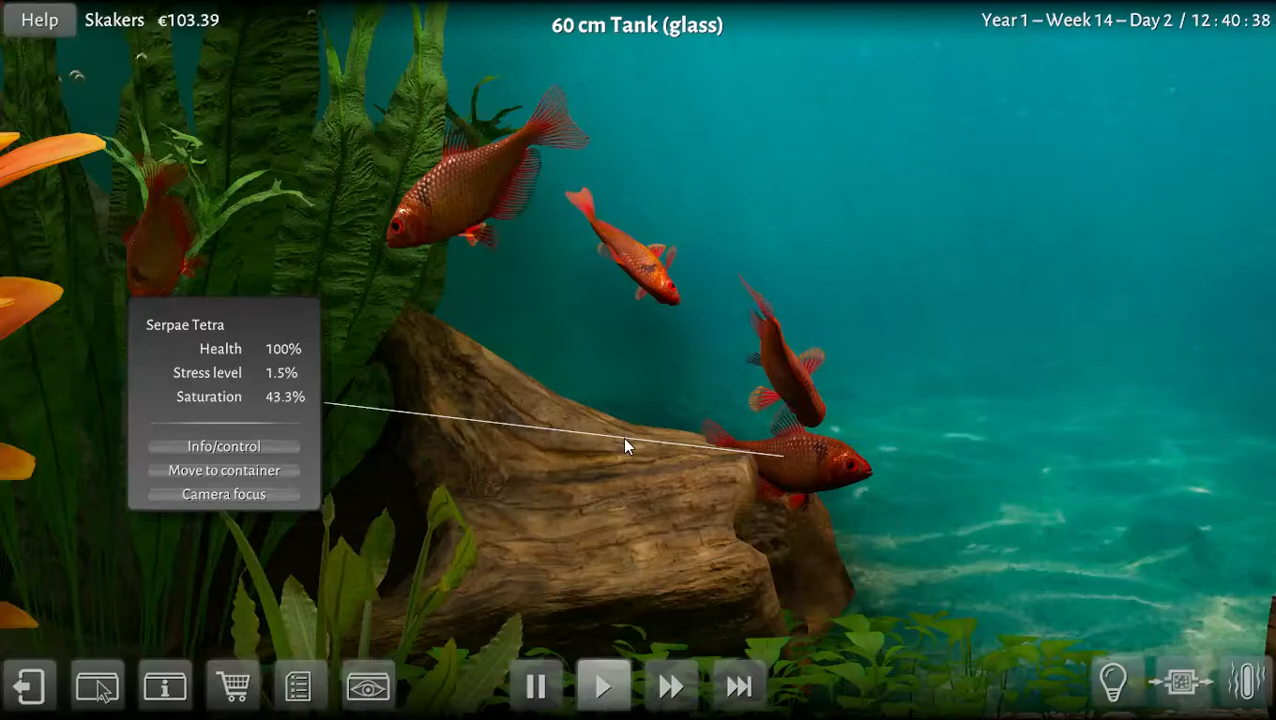 Help Skakers €103.39
60 cm Tank (glass)
Year 1 – Week 14 – Day 2 / 12 : 40 : 38
Serpae Tetra
Health 100%
Stress level 1.5%
Saturation 43.3%
Info/control
Move to container
Camera focus